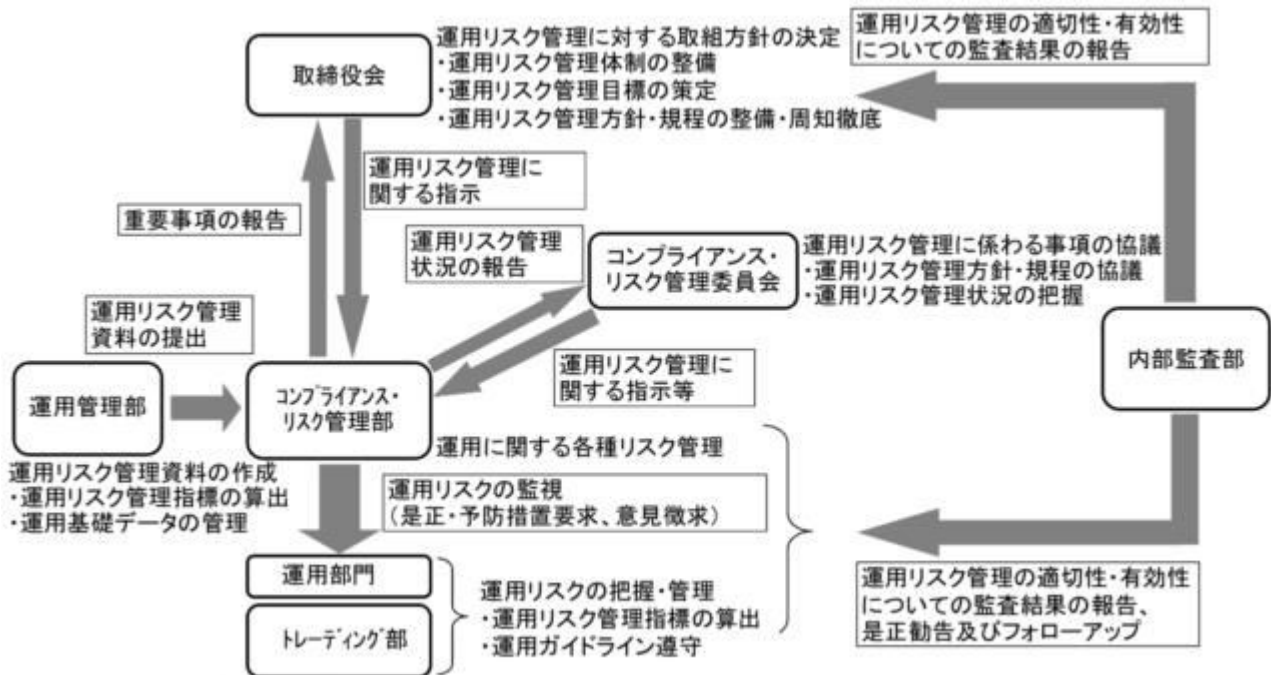 取締役会
運用リスク管理に対する取組方針の決定
・運用リスク管理体制の整備
・運用リスク管理目標の策定
・運用リスク管理方針・規程の整備・周知徹底
運用リスク管理の適切性・有効性
についての監査結果の報告
運用リスク管理に
関する指示
重要事項の報告
運用リスク管理
状況の報告
コンプライアンス・
リスク管理委員会
運用リスク管理に係わる事項の協議
・運用リスク管理方針・規程の協議
・運用リスク管理状況の把握
運用リスク管理
資料の提出
運用リスク管理に
関する指示等
内部監査部
運用管理部
コンプライアンス・
リスク管理部
運用に関する各種リスク管理
運用リスク管理資料の作成
・運用リスク管理指標の算出
・運用基礎データの管理
運用リスクの監視
(是正・予防措置要求、意見徴求)
運用部門
トレーディング部
運用リスクの把握・管理
・運用リスク管理指標の算出
・運用ガイドライン遵守
運用リスク管理の適切性・有効性
についての監査結果の報告、
是正勧告及びフォローアップ